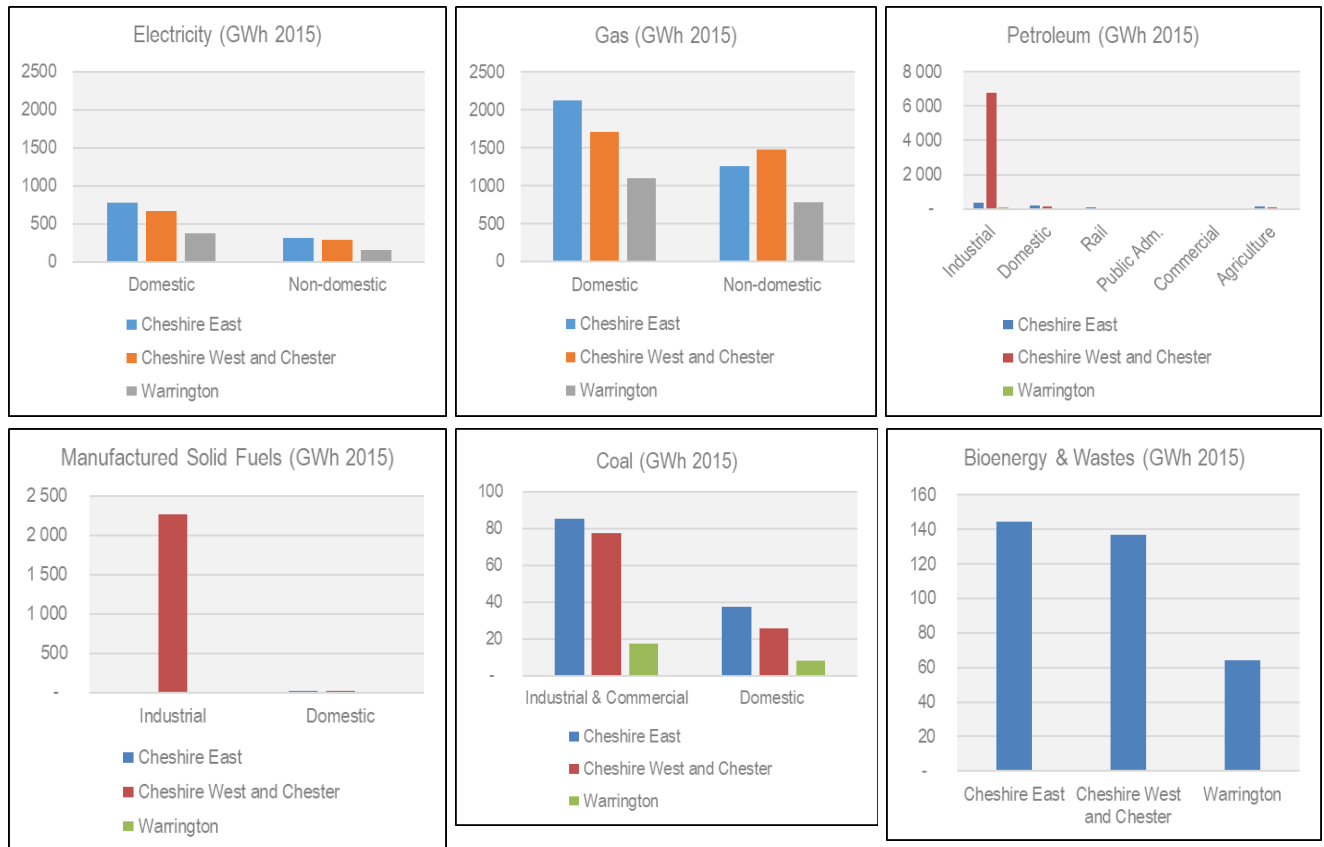 Electricity (GWh 2015)
2500
2000
1500
1000
500
0
Domestic
Non-domestic
Cheshire East
Cheshire West and Chester
Warrington
Gas (GWh 2015)
2500
2000
1500
1000
500
0
Domestic
Non-domestic
Cheshire East
Cheshire West and Chester
Warrington
Petroleum (GWh 2015)
8 000
6 000
4 000
2 000
-
Industrial
Domestic
Rail
Public Adm.
Commercial
Agriculture
Cheshire East
Cheshire West and Chester
Warrington
Manufactured Solid Fuels (GWh 2015)
2 500
2 000
1 500
1 000
500
-
Industrial
Domestic
Cheshire East
Cheshire West and Chester
Warrington
Coal (GWh 2015)
100
80
60
40
20
-
Industrial & Commercial
Domestic
Cheshire East
Cheshire West and Chester
Warrington
Bioenergy & Wastes (GWh 2015)
160
140
120
100
80
60
40
20
-
Cheshire East
Cheshire West
and Chester
Warrington